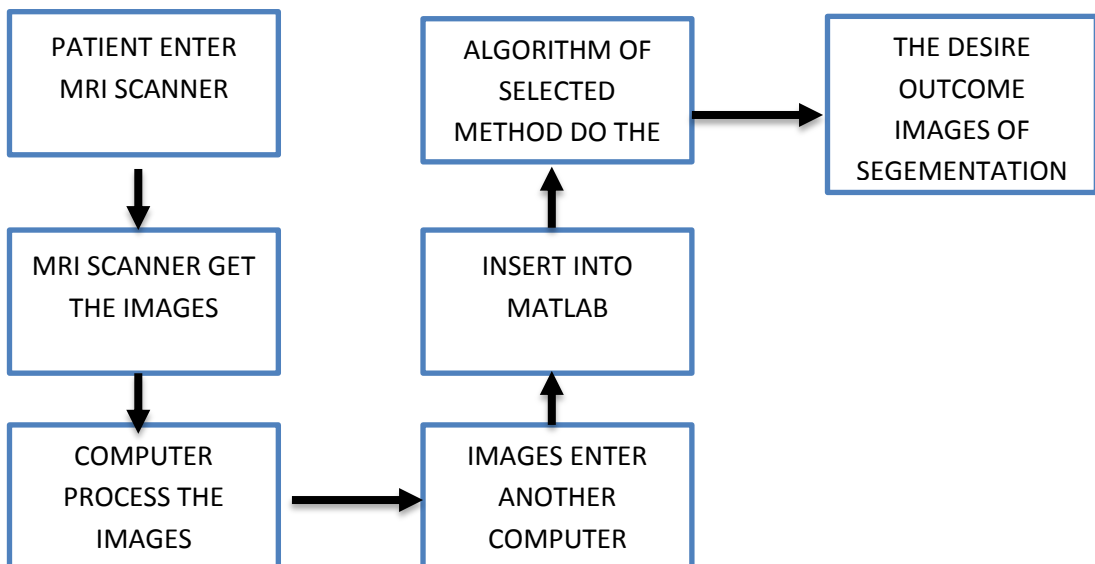 PATIENT ENTER
MRI SCANNER
MRI SCANNER GET
THE IMAGES
COMPUTER
PROCESS THE
IMAGES
IMAGES ENTER
ANOTHER
COMPUTER
INSERT INTO
MATLAB
ALGORITHM OF
SELECTED
METHOD DO THE
THE DESIRE
OUTCOME
IMAGES OF
SEGEMENTATION